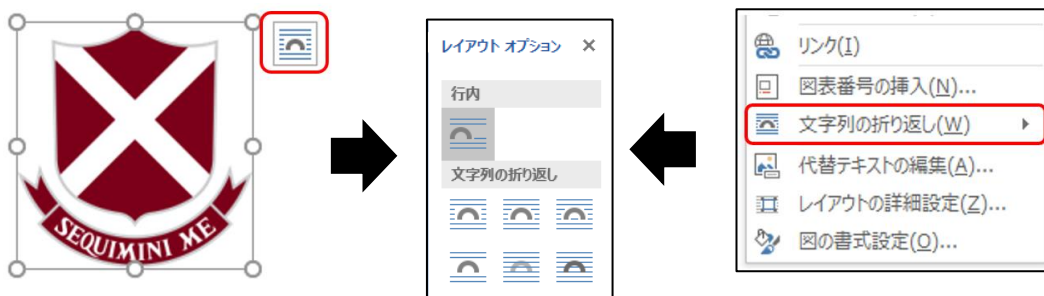 SEQUIMINI ME
レイアウト オプション ×
行内
文字列の折り返し
リンク(I)
図表番号の挿入(N)...
文字列の折り返し(W)
代替テキストの編集(A)...
レイアウトの詳細設定(Z)...
図の書式設定(O)...